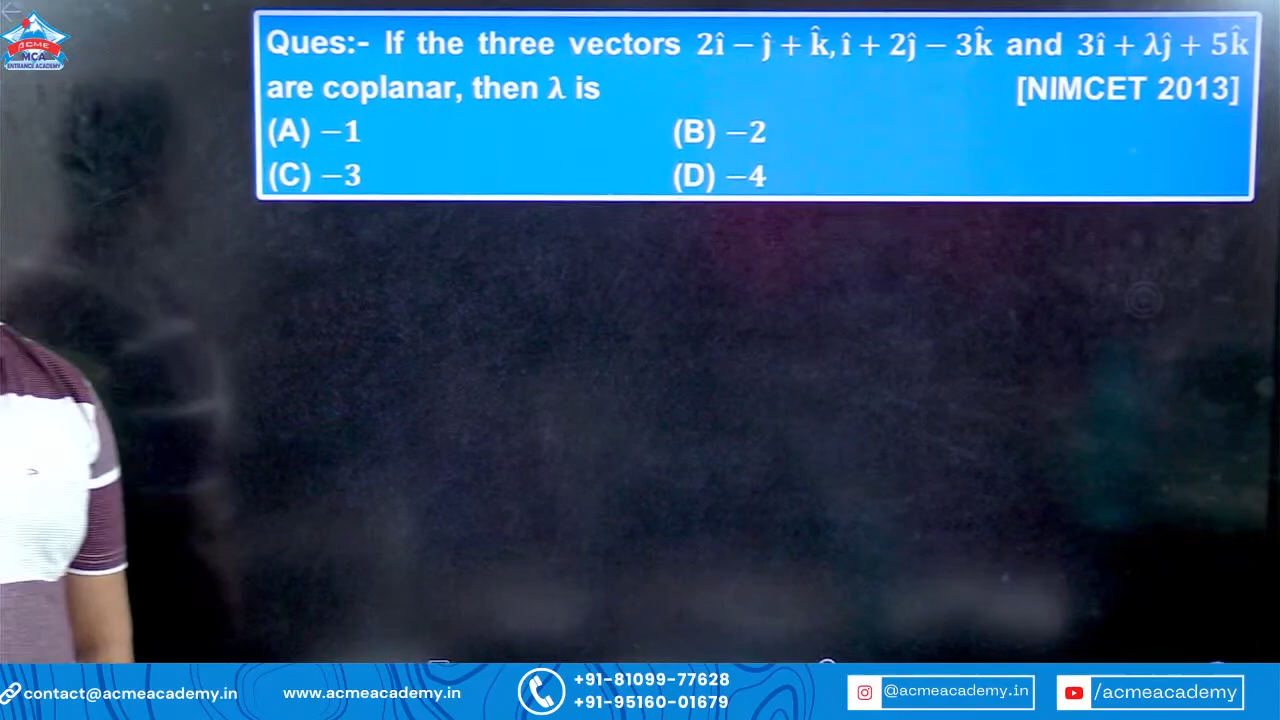 ACME
MCA
ENTRANCE ACADEMY
Ques:- If the three vectors 2î − ĵ + k̂, î + 2ĵ − 3k̂ and 3î + λĵ + 5k̂
are coplanar, then λ is [NIMCET 2013]
(A) −1 (B) −2
(C) −3 (D) −4
contact@acmeacademy.in www.acmeacademy.in +91-81099-77628 @acmeacademy.in /acmeacademy
+91-95160-01679